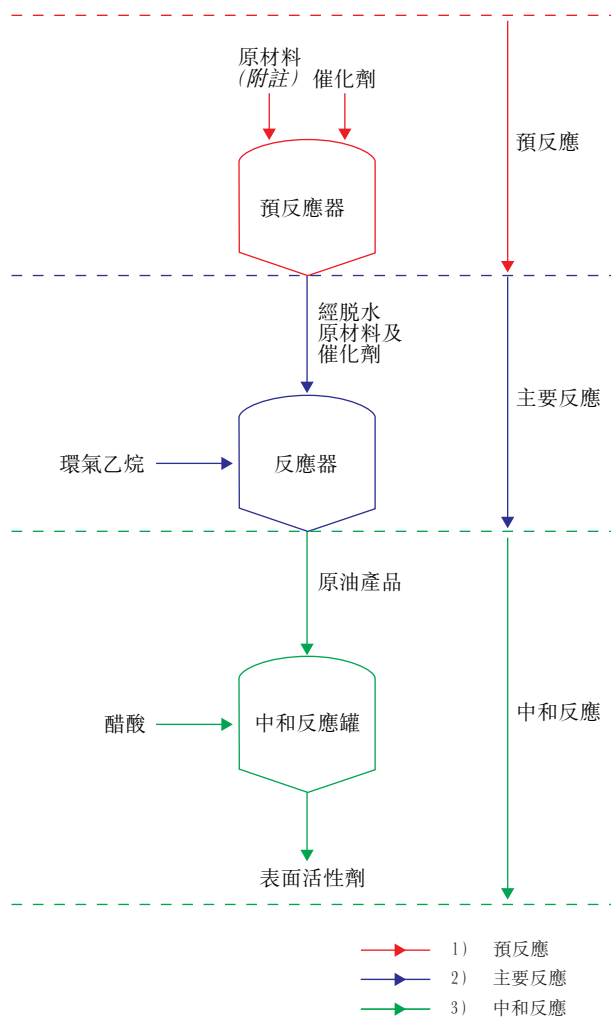 原材料
（附註） 催化劑
預反應
預反應器
經脱水
原材料及
催化劑
主要反應
環氧乙烷
反應器
原油產品
中和反應
醋酸
中和反應罐
表面活性劑
1） 預反應
2） 主要反應
3） 中和反應